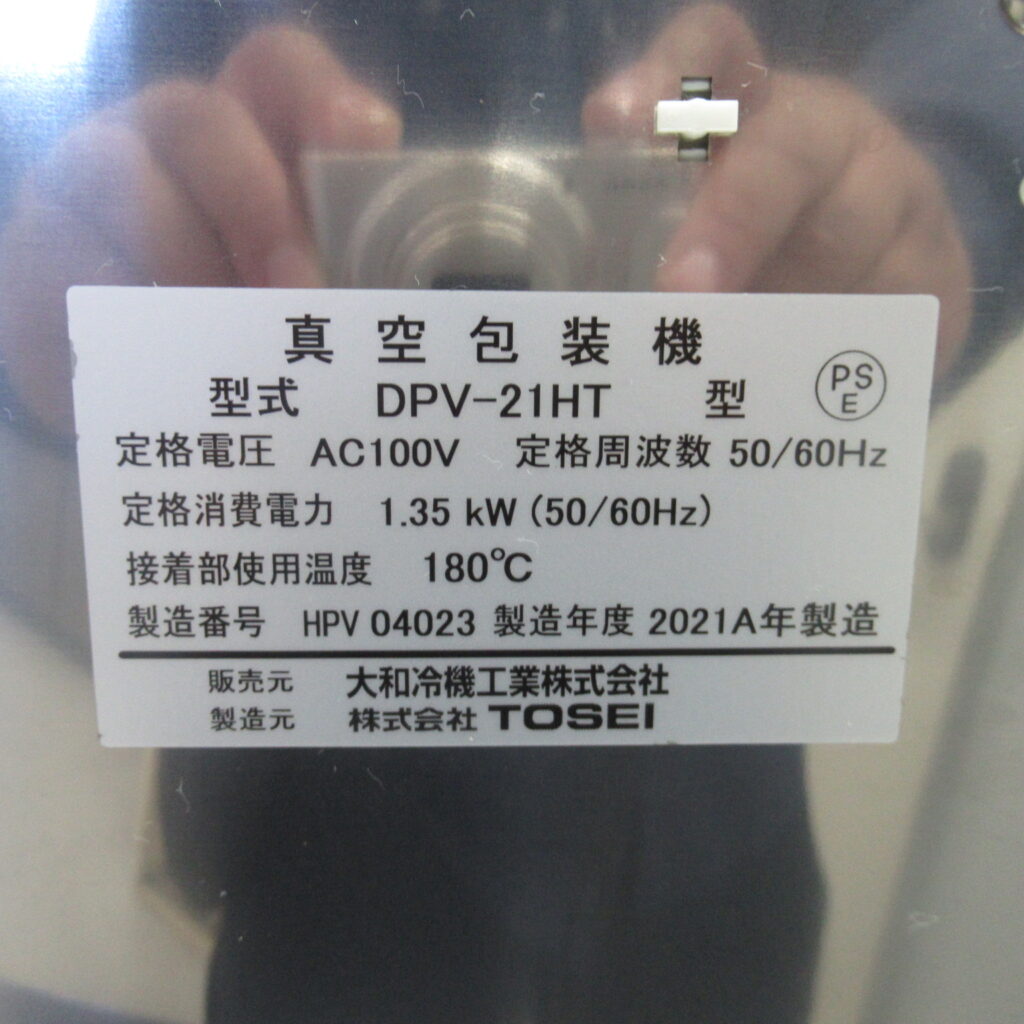 真空包装機
型式 DPV-21HT 型
PS
E
定格電圧 AC100V 定格周波数 50/60Hz
定格消費電力 1.35 kW (50/60Hz)
接着部使用温度 180℃
製造番号 HPV 04023 製造年度 2021A年製造
販売元 大和冷機工業株式会社
製造元 株式会社 TOSEI